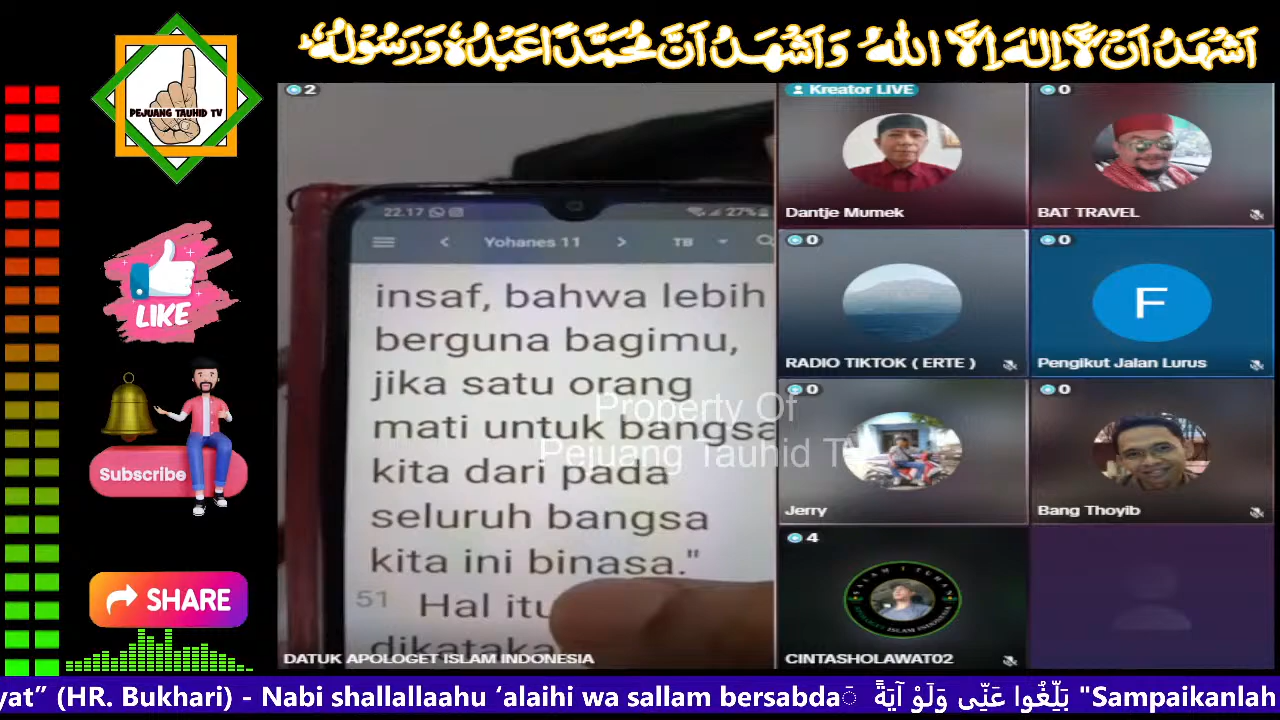 اَشْهَدُ اَنْ لَّا اِلٰهَ اِلَّا اللهُ وَاَشْهَدُ اَنَّ مُحَمَّدًا عَبْدُهُ وَرَسُوْلُهُ
PEJUANG TAUHID TV
LIKE
Subscribe
SHARE
2
22.17
27%
Yohanes 11
TB
insaf, bahwa lebih
berguna bagimu,
jika satu orang
mati untuk bangsa
kita dari pada
seluruh bangsa
kita ini binasa."
51 Hal itu
dikataka
Property Of
Pejuang Tauhid TV
DATUK APOLOGET ISLAM INDONESIA
Kreator LIVE
Dantje Mumek
0
BAT TRAVEL
0
RADIO TIKTOK ( ERTE )
0
F
Pengikut Jalan Lurus
0
Jerry
0
Bang Thoyib
4
CINTASHOLAWAT02
yat” (HR. Bukhari) - Nabi shallallaahu ‘alaihi wa sallam bersabda بَلِّغُوا عَنِّى وَلَوْ آيَةً "Sampaikanlah